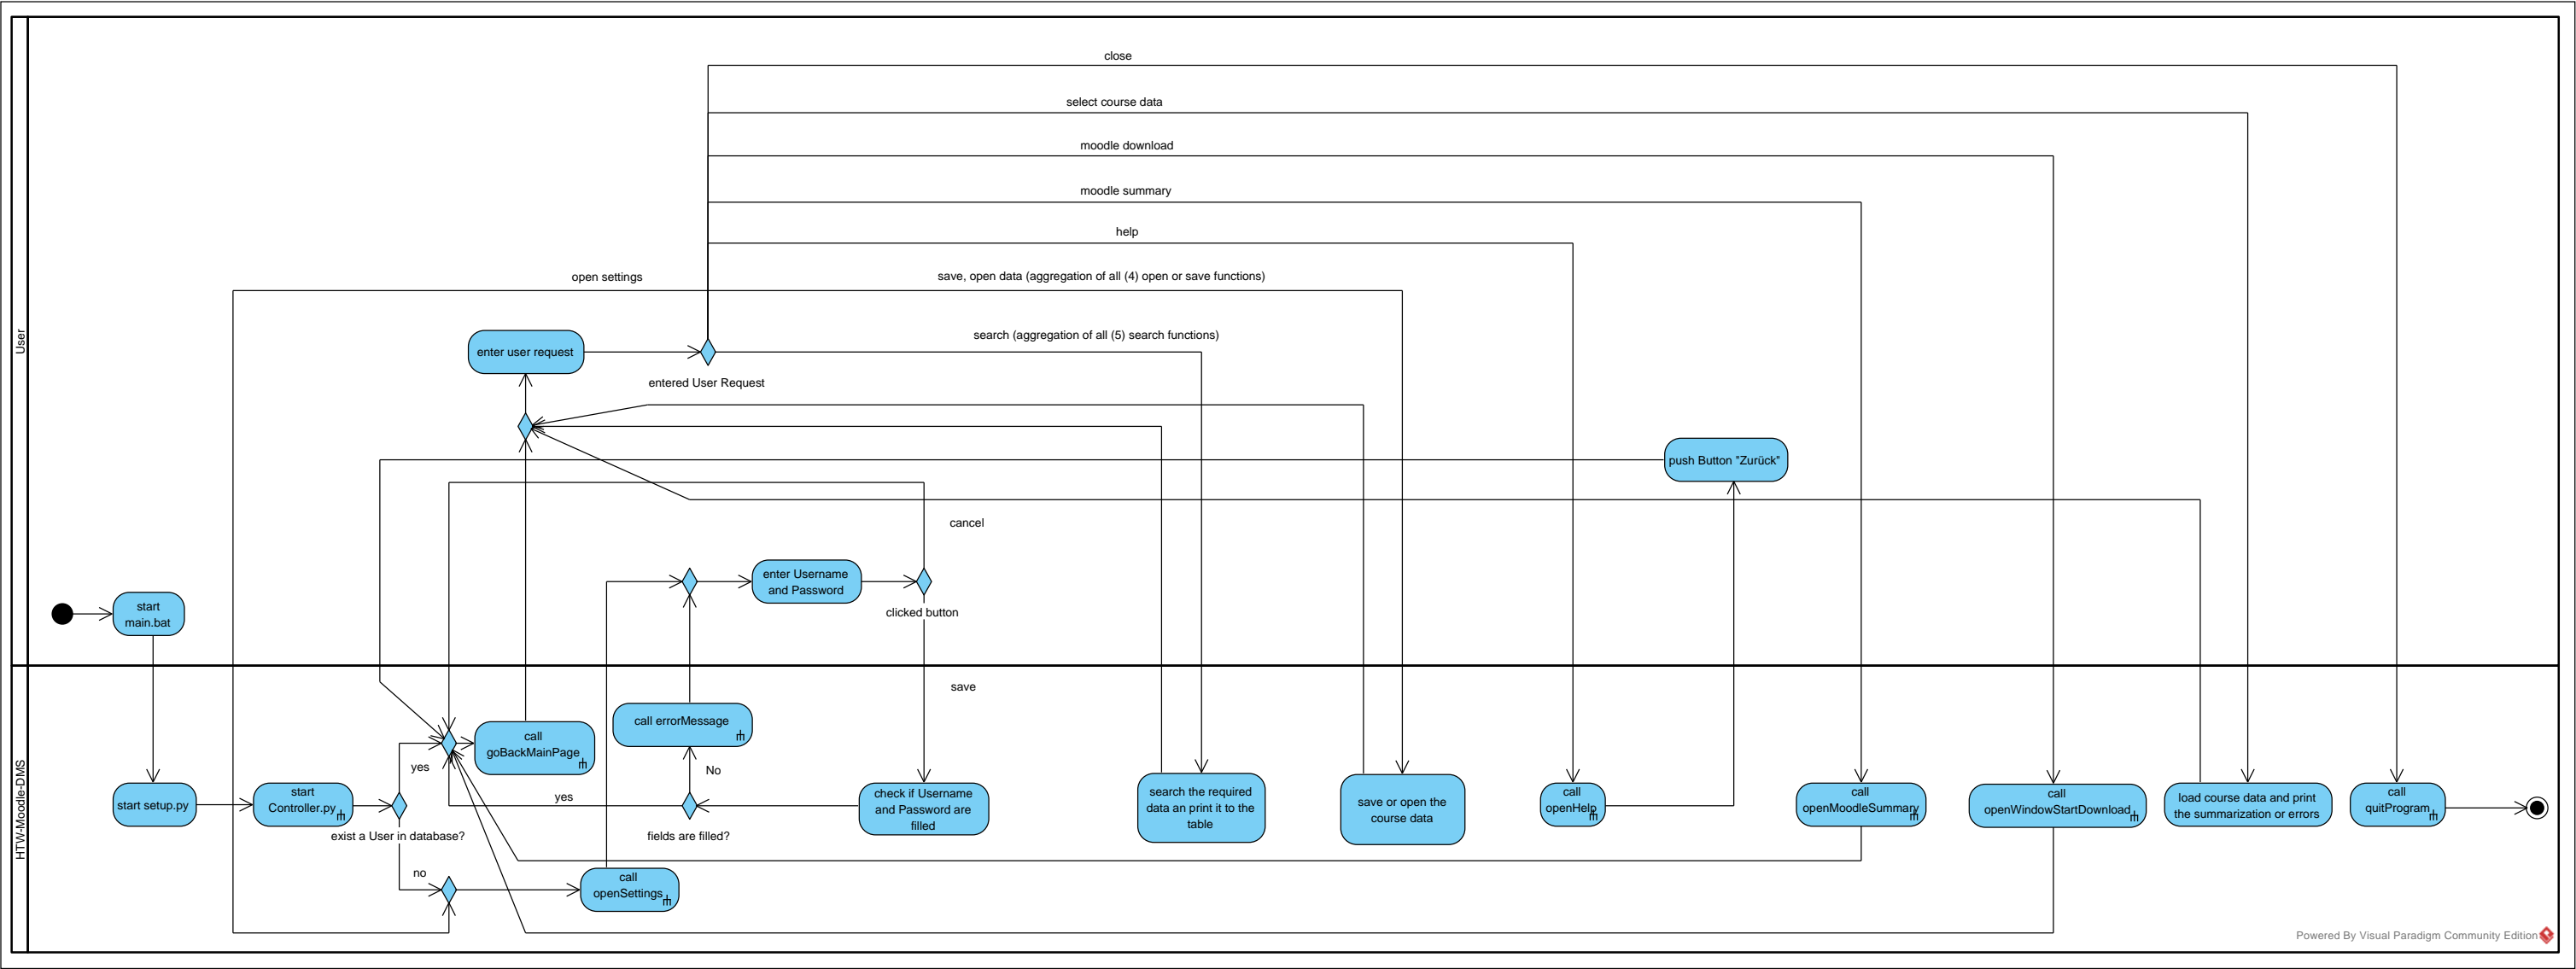 close
select course data
moodle download
moodle summary
help
open settings
save, open data (aggregation of all (4) open or save functions)
User
enter user request
search (aggregation of all (5) search functions)
entered User Request
push Button "Zurück"
cancel
enter Username
and Password
clicked button
start
main.bat
HTW-Moodle-DMS
save
call errorMessage
call
goBackMainPage
yes
No
start setup.py
start
Controller.py
exist a User in database?
yes
fields are filled?
check if Username
and Password are
filled
search the required
data an print it to the
table
save or open the
course data
call
openHelp
call
openMoodleSummary
call
openWindowStartDownload
load course data and print
the summarization or errors
call
quitProgram
no
call
openSettings
Powered By Visual Paradigm Community Edition